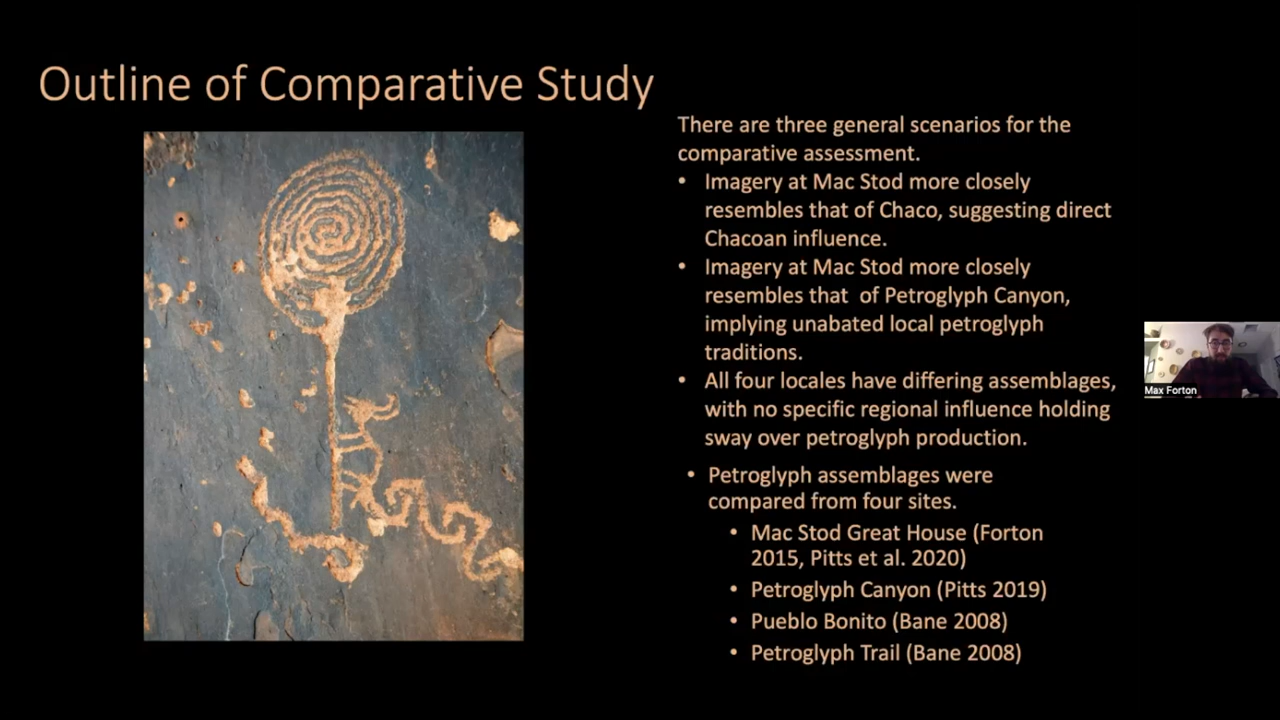 Outline of Comparative Study
There are three general scenarios for the
comparative assessment.
• Imagery at Mac Stod more closely
resembles that of Chaco, suggesting direct
Chacoan influence.
• Imagery at Mac Stod more closely
resembles that of Petroglyph Canyon,
implying unabated local petroglyph
traditions.
• All four locales have differing assemblages,
with no specific regional influence holding
sway over petroglyph production.
• Petroglyph assemblages were
compared from four sites.
• Mac Stod Great House (Forton
2015, Pitts et al. 2020)
• Petroglyph Canyon (Pitts 2019)
• Pueblo Bonito (Bane 2008)
• Petroglyph Trail (Bane 2008)
Max Forton